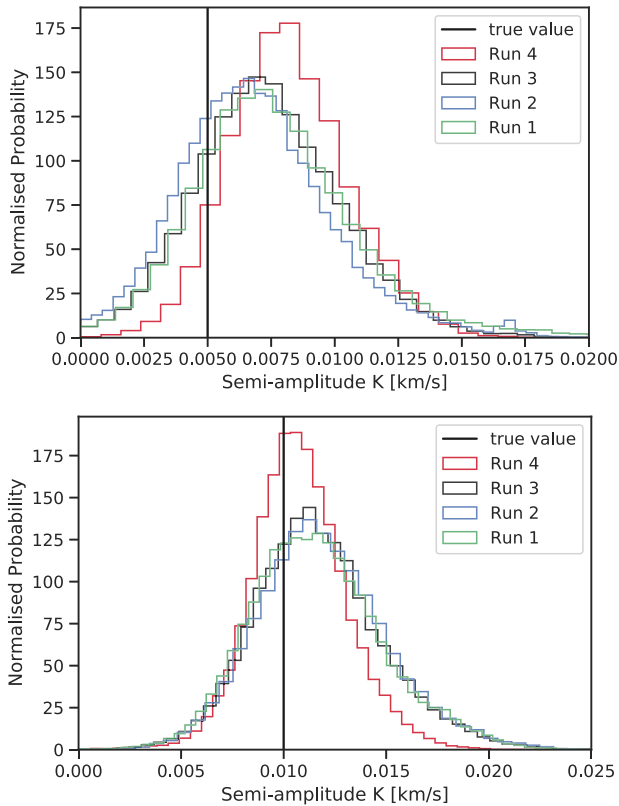 true value
Run 4
Run 3
Run 2
Run 1
175
150
125
100
75
50
25
0
Normalised Probability
0.0000 0.0025 0.0050 0.0075 0.0100 0.0125 0.0150 0.0175 0.0200
Semi-amplitude K [km/s]
true value
Run 4
Run 3
Run 2
Run 1
175
150
125
100
75
50
25
0
Normalised Probability
0.000 0.005 0.010 0.015 0.020 0.025
Semi-amplitude K [km/s]